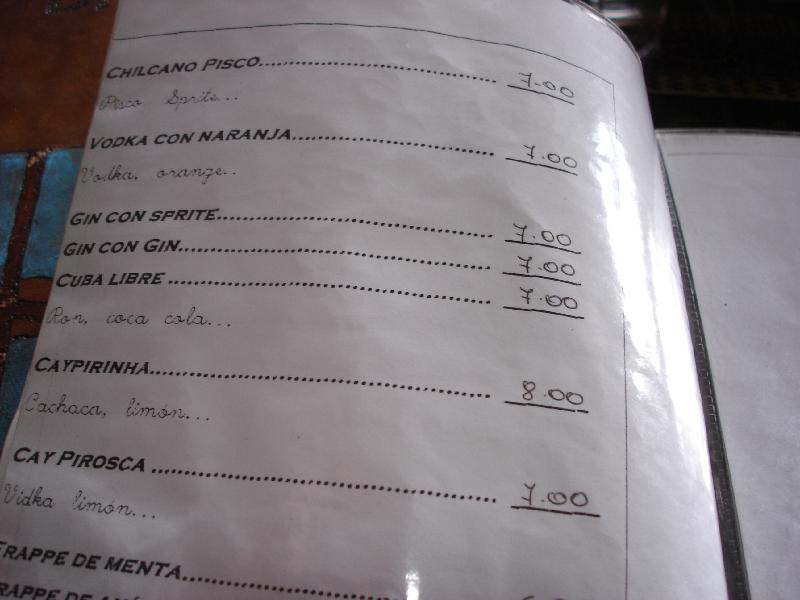 CHILCANO PISCO................................ 7.00
Pisco Sprite...
VODKA CON NARANJA........................... 7.00
Vodka, orange..
GIN CON SPRITE.................................... 7.00
GIN CON GIN.......................................... 7.00
CUBA LIBRE .......................................... 7.00
Ron, coca cola...
CAYPIRINHA........................................... 8.00
Cachaca, limón...
CAY PIROSCA ........................................ 7.00
Vidka limón...
FRAPPE DE MENTA..............................